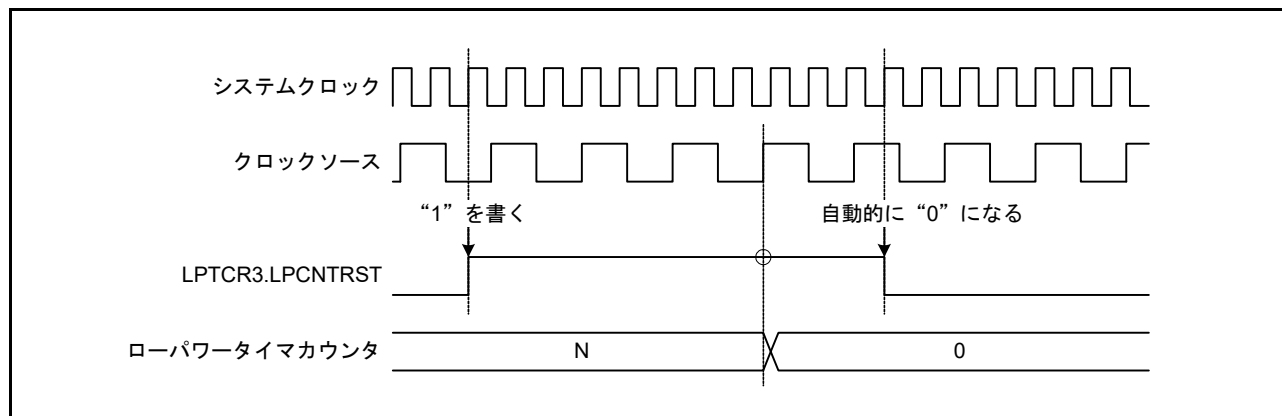 システムクロック
クロックソース
“1”を書く
自動的に“0”になる
LPTCR3.LPCNTRST
ローパワータイマカウンタ
N
0